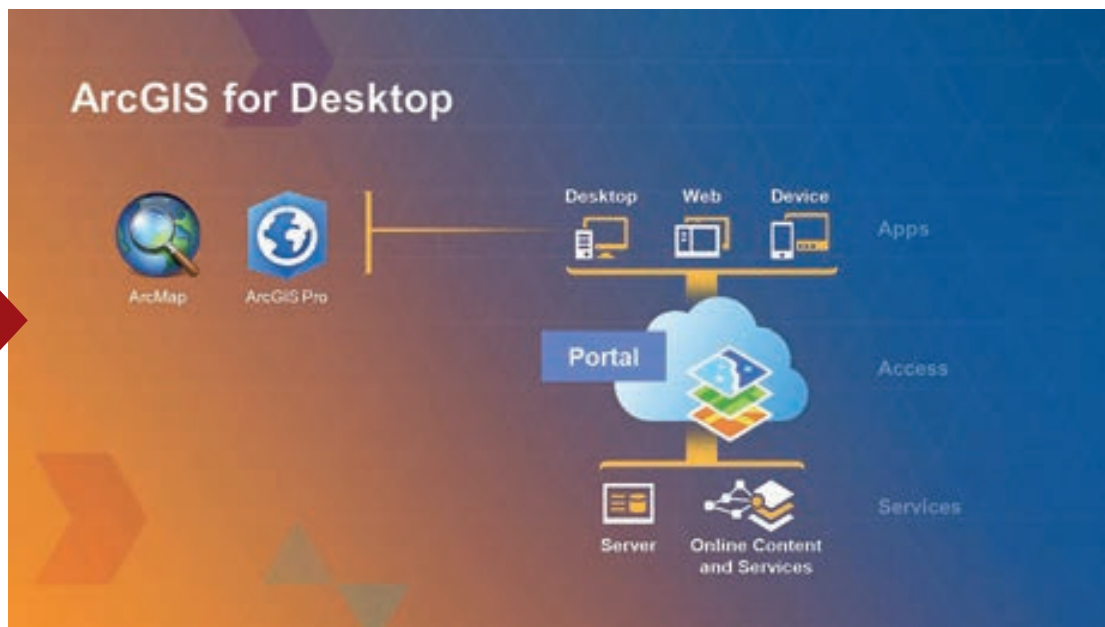 ArcGIS for Desktop
Desktop Web Device
Apps
ArcMap ArcGIS Pro
Portal
Access
Services
Server Online Content
and Services